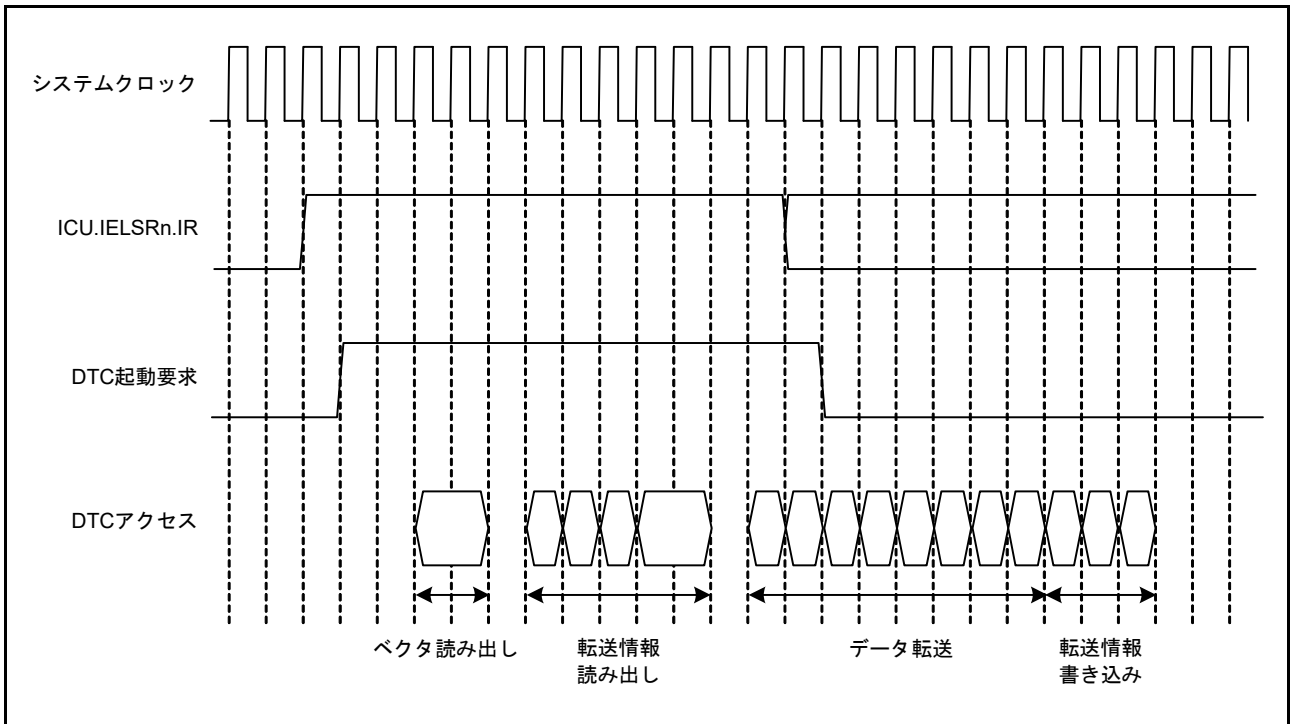 システムクロック
ICU.IELSRn.IR
DTC起動要求
DTCアクセス
ベクタ読み出し
転送情報
読み出し
データ転送
転送情報
書き込み